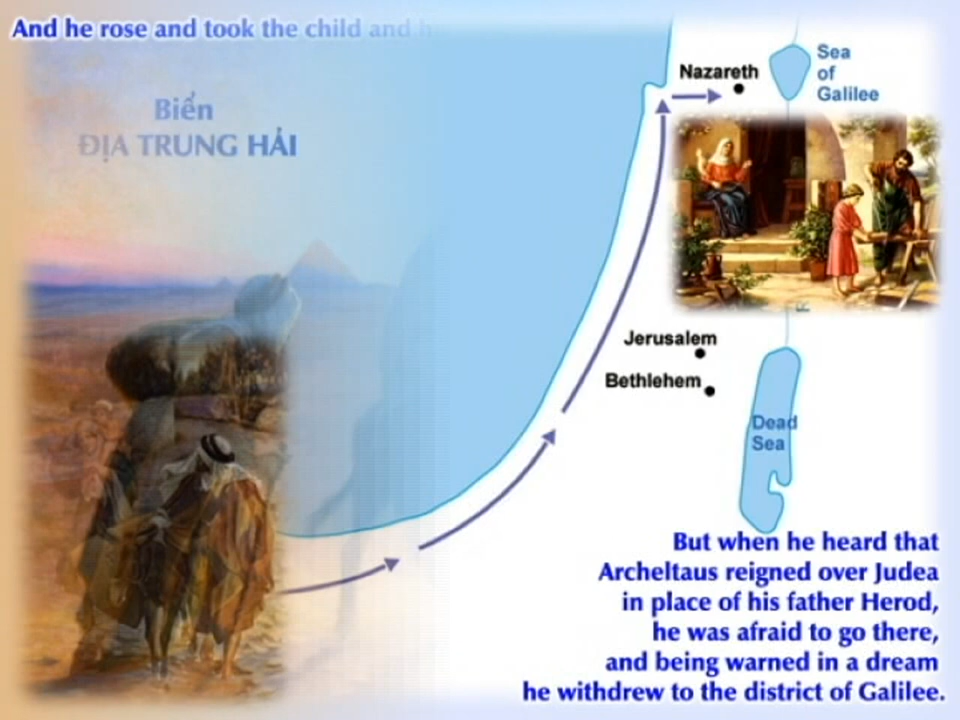 And he rose and took the child and h
Biển
ĐỊA TRUNG HẢI
Nazareth
Sea
of
Galilee
Jerusalem
Bethlehem
Dead
Sea
But when he heard that
Archeltaus reigned over Judea
in place of his father Herod,
he was afraid to go there,
and being warned in a dream
he withdrew to the district of Galilee.